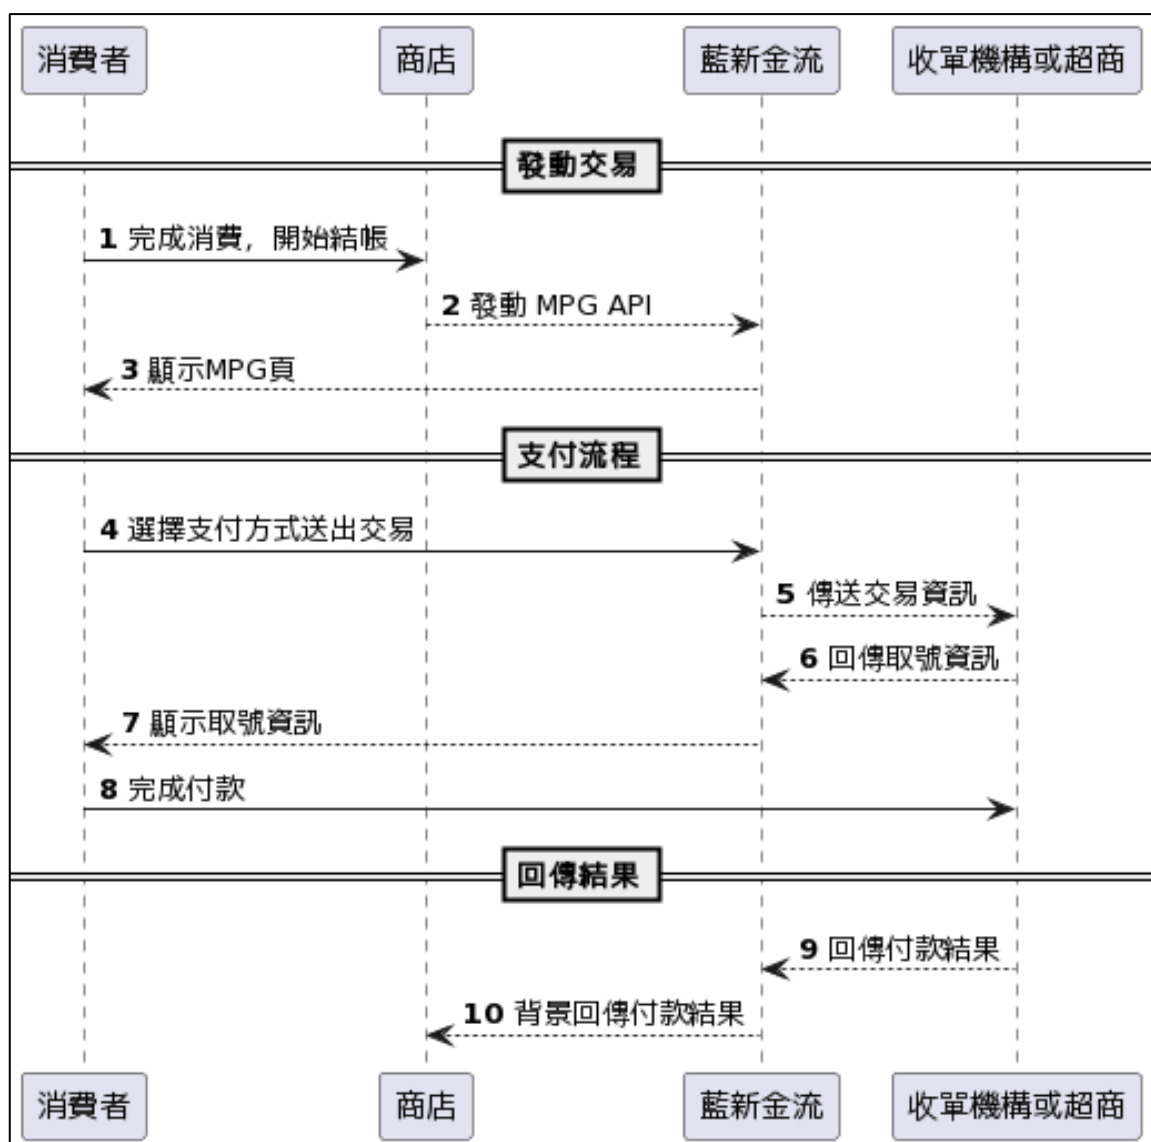 消費者 商店 藍新金流 收單機構或超商
發動交易
1 完成消費，開始結帳
2 發動 MPG API
3 顯示MPG頁
支付流程
4 選擇支付方式送出交易
5 傳送交易資訊
6 回傳取號資訊
7 顯示取號資訊
8 完成付款
回傳結果
9 回傳付款結果
10 背景回傳付款結果
消費者 商店 藍新金流 收單機構或超商